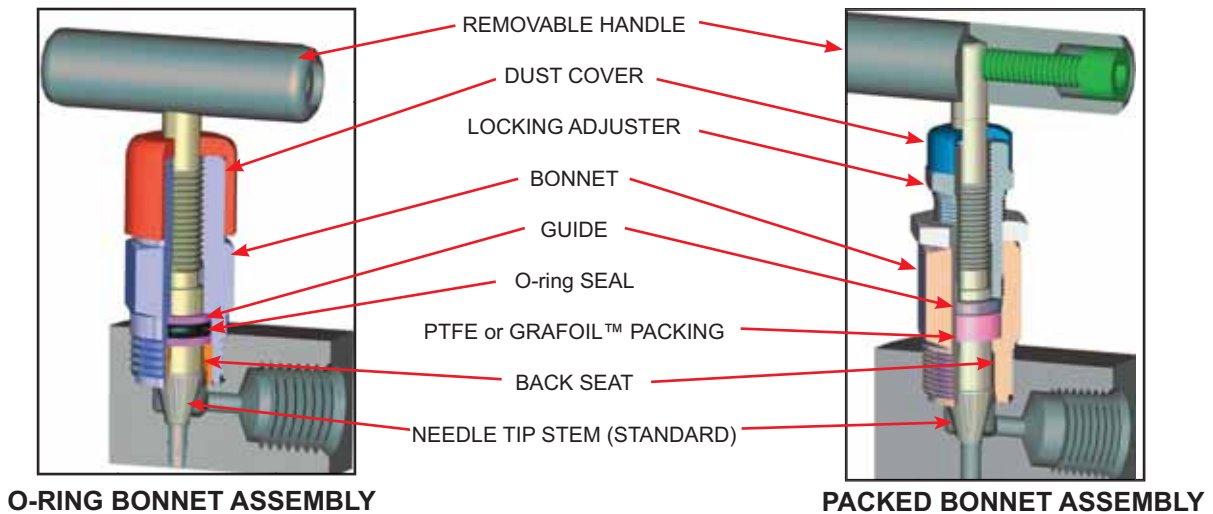 REMOVABLE HANDLE
DUST COVER
LOCKING ADJUSTER
BONNET
GUIDE
O-ring SEAL
PTFE or GRAFOIL™ PACKING
BACK SEAT
NEEDLE TIP STEM (STANDARD)
O-RING BONNET ASSEMBLY
PACKED BONNET ASSEMBLY